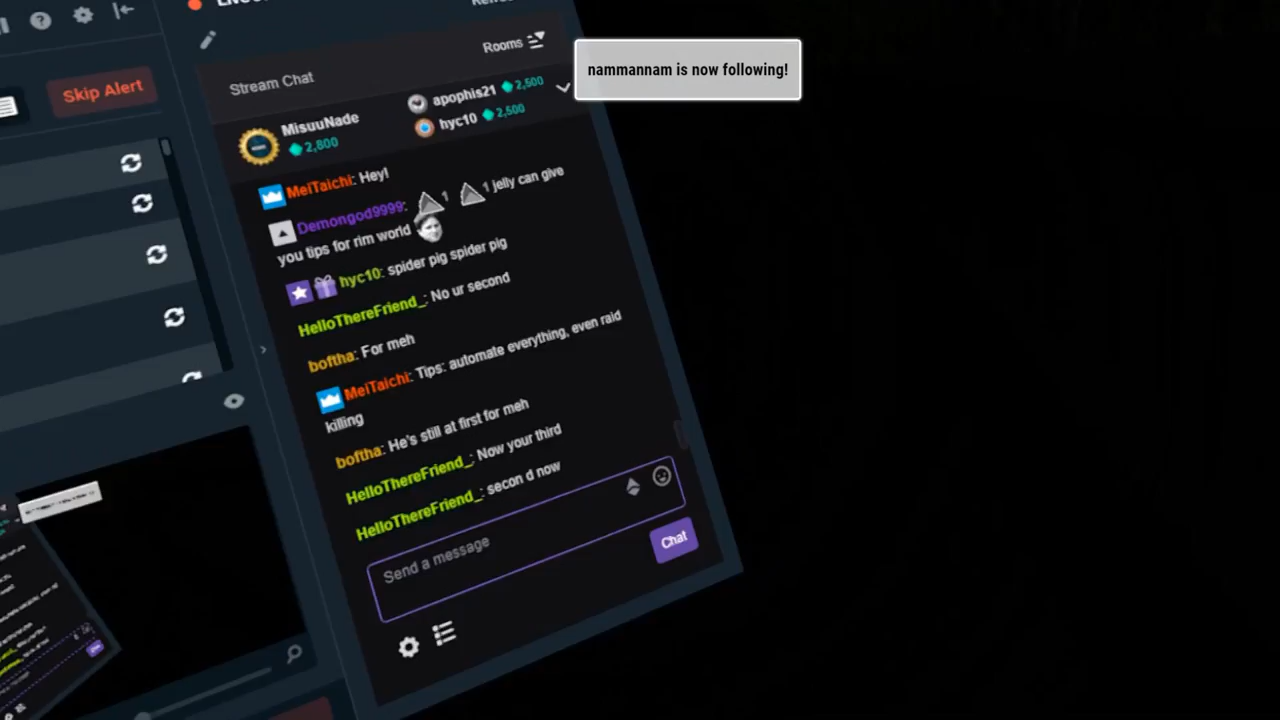 Skip Alert
Rooms
Stream Chat
nammannam is now following!
MisuuNade
2,800
apophis21 2,500
hyc10 2,500
MeiTaichi: Hey!
Demongod9999: 1 1 jelly can give
you tips for rim world
hyc10: spider pig spider pig
HelloThereFriend_: No ur second
boftha: For meh
MeiTaichi: Tips: automate everything, even raid
killing
boftha: He's still at first for meh
HelloThereFriend_: Now your third
HelloThereFriend_: secon d now
Send a message
Chat